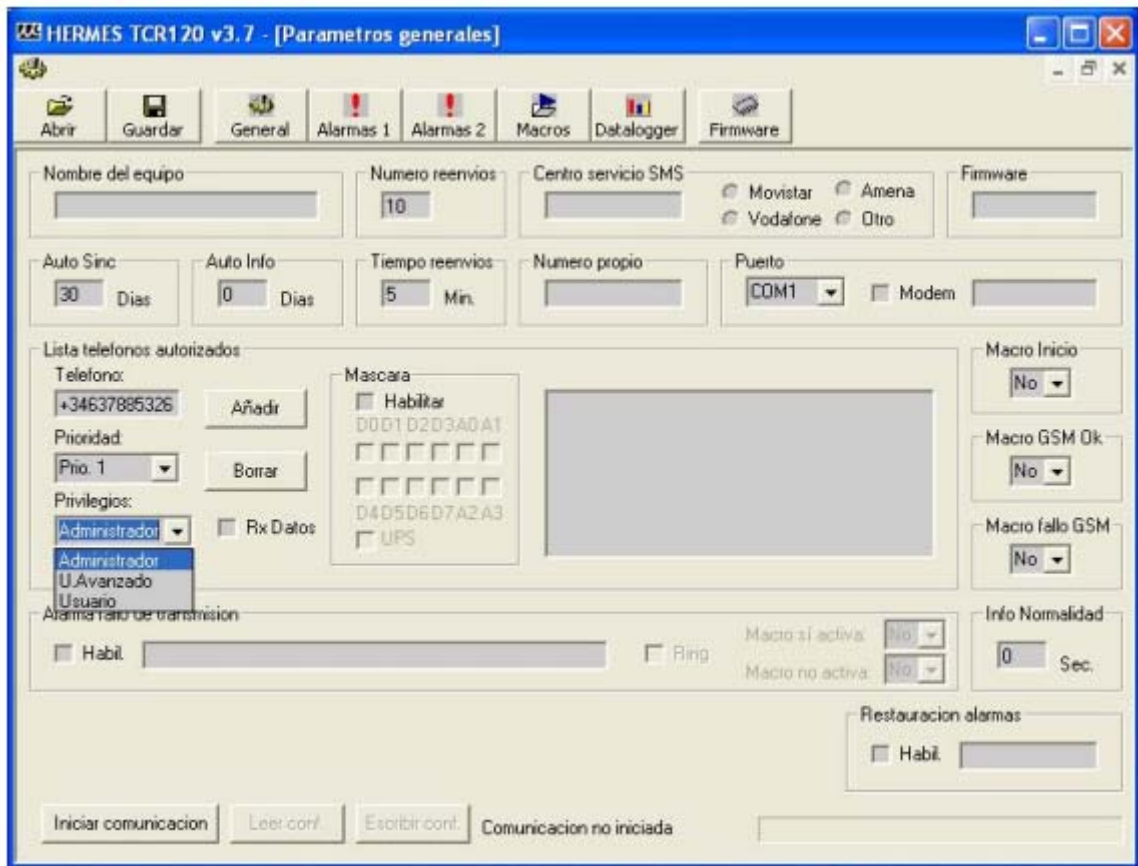 HERMES TCR120 v3.7 - [Parametros generales]
Abrir Guardar General Alarmas 1 Alarmas 2 Macros Datalogger Firmware
Nombre del equipo Numero reenvios Centro servicio SMS Firmware
10 Movistar Amena
Vodafone Otro
Auto Sinc Auto Info Tiempo reenvios Numero propio Puerto
30 Dias 0 Dias 5 Min. COM1 Modem
Lista telefonos autorizados Macro Inicio
Telefono: Mascara No
+34637885326 Añadir Habilitar
D0D1D2D3A0A1
Prioridad: Macro GSM Ok
Prio. 1 Borrar No
Privilegios: D4D5D6D7A2A3
Administrador Rx Datos UPS Macro fallo GSM
Administrador No
U.Avanzado
Usuario
Alarma fallo de transmision Info Normalidad
Habil. Ring Macro sí activa: No 0 Sec.
Macro no activa: No
Restauracion alarmas
Habil.
Iniciar comunicacion Leer conf. Escribir conf. Comunicacion no iniciada